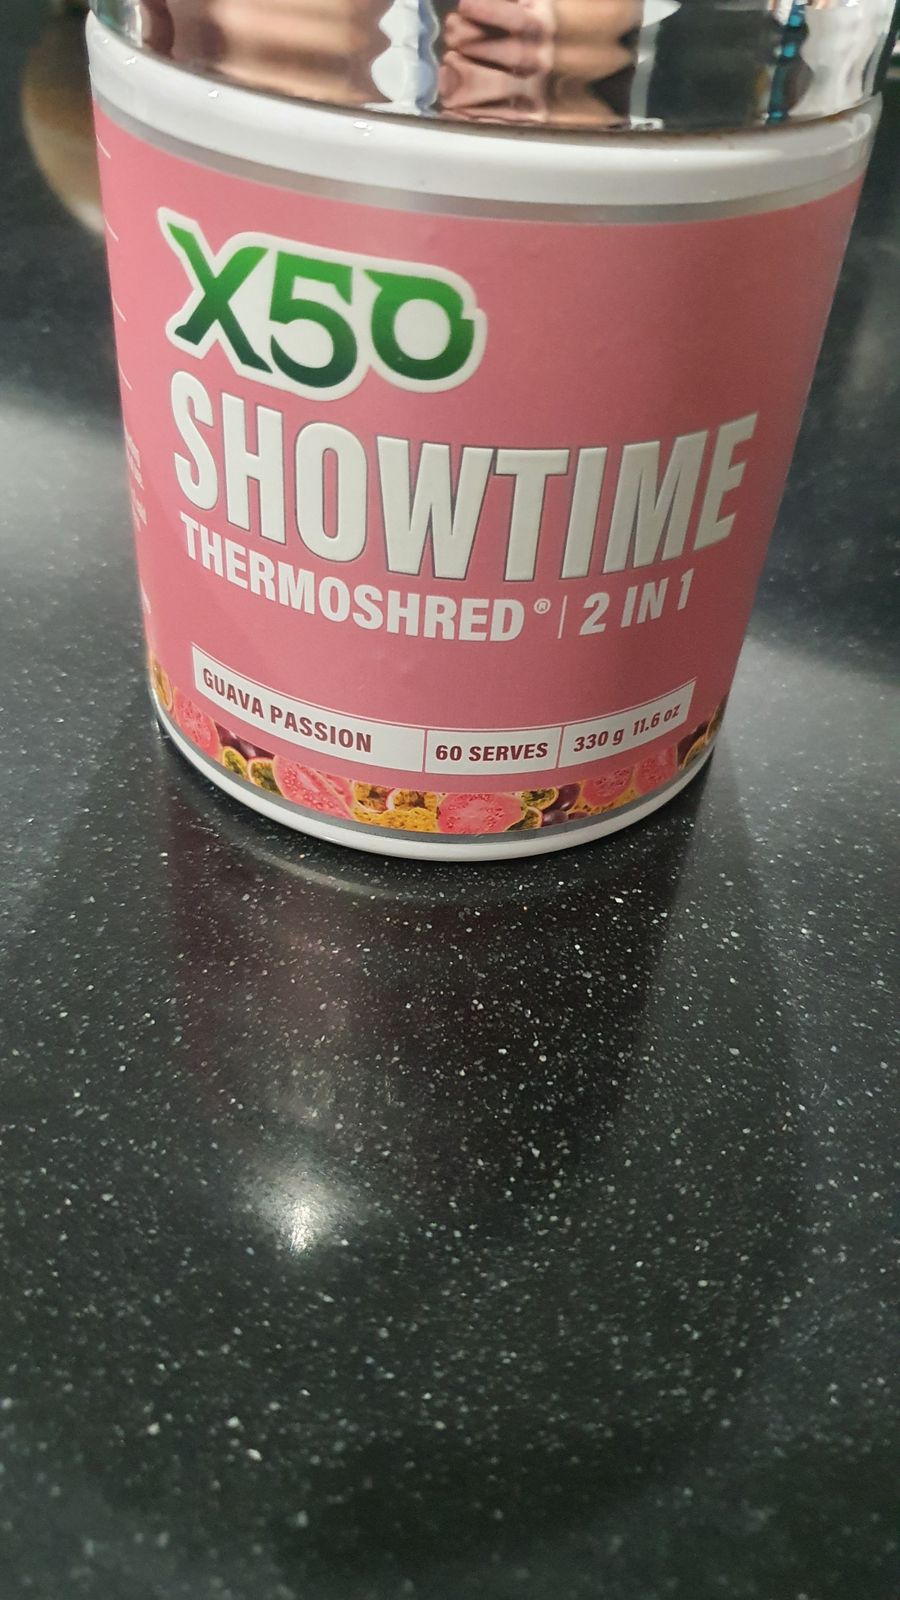 X50
SHOWTIME
THERMOSHRED® | 2 IN 1
GUAVA PASSION | 60 SERVES | 330 g 11.6 oz